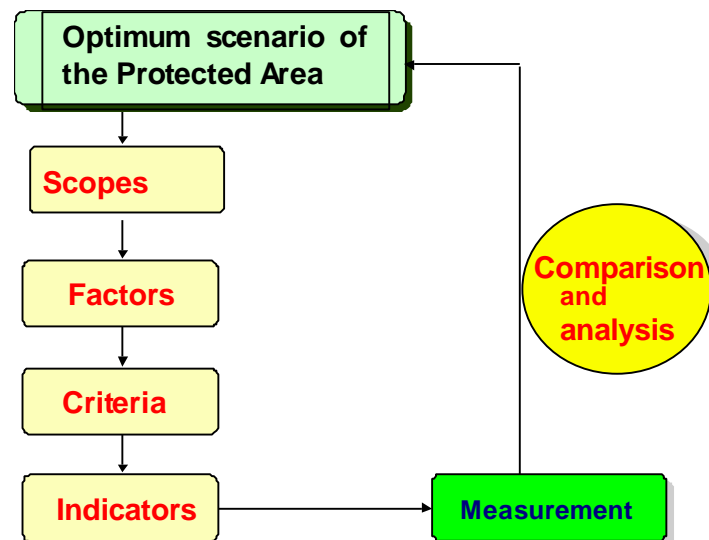 Optimum scenario of
the Protected Area
Scopes
Factors
Criteria
Indicators
Measurement
Comparison
and
analysis